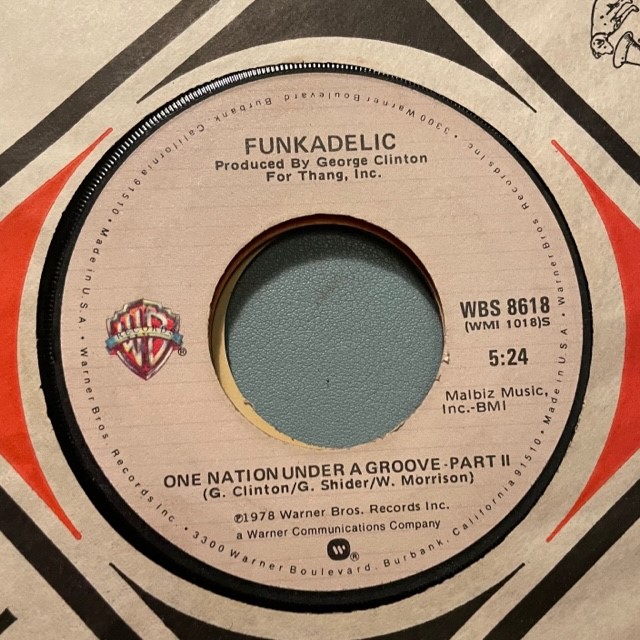 FUNKADELIC
Produced By George Clinton
For Thang, Inc.
WBS 8618
(WMI 1018)S
5:24
Malbiz Music,
Inc.-BMI
WB
®
ONE NATION UNDER A GROOVE-PART II
(G. Clinton/G. Shider/W. Morrison)
℗1978 Warner Bros. Records Inc.
a Warner Communications Company
®
Warner Bros. Records Inc. • 3300 Warner Boulevard. Burbank, California 91510 • Made in U.S.A. •
Warner Bros. Records Inc • 3300 Warner Boulevard Burbank, California 91510 • Made in U.S.A. •